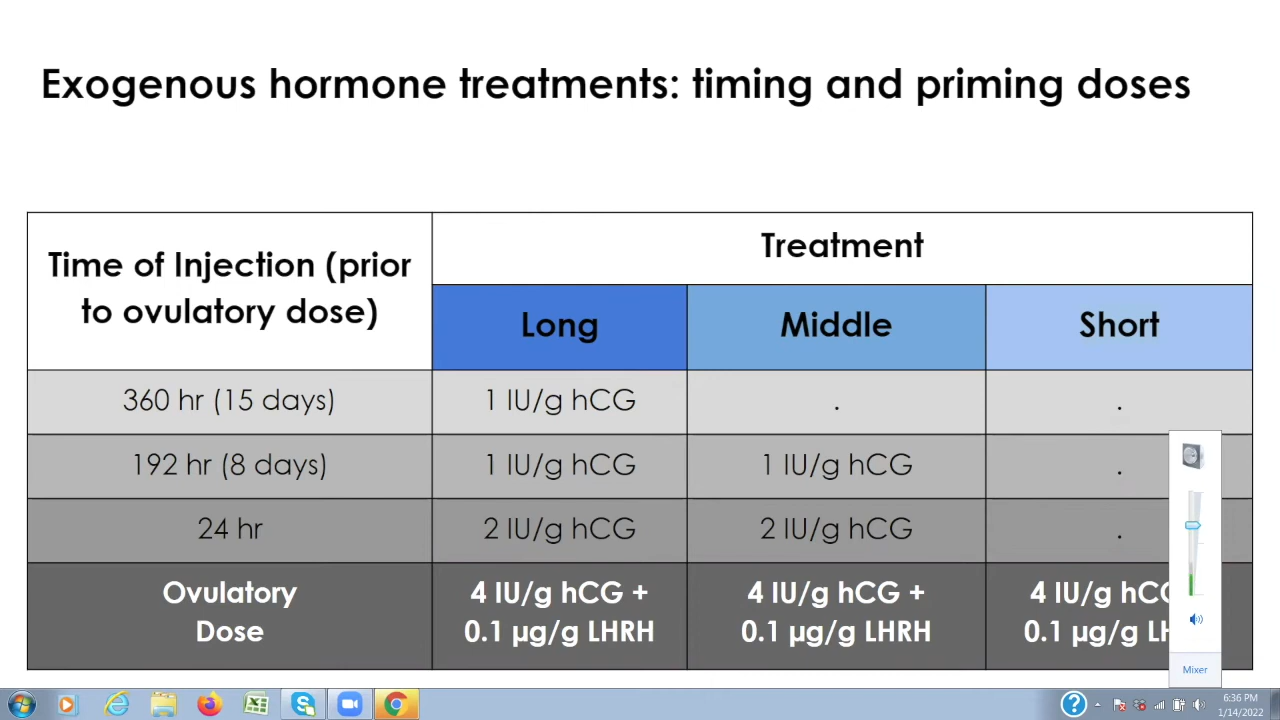 Exogenous hormone treatments: timing and priming doses
Time of Injection (prior
to ovulatory dose)
Treatment
Long
Middle
Short
360 hr (15 days)
1 IU/g hCG
.
.
192 hr (8 days)
1 IU/g hCG
1 IU/g hCG
.
24 hr
2 IU/g hCG
2 IU/g hCG
.
Ovulatory
Dose
4 IU/g hCG +
0.1 µg/g LHRH
4 IU/g hCG +
0.1 µg/g LHRH
4 IU/g
0.1 µg/g
Mixer
6:36 PM
1/14/2022